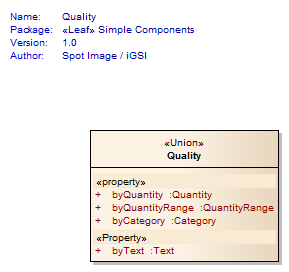 Name: Quality
Package: «Leaf» Simple Components
Version: 1.0
Author: Spot Image / iGSI
«Union»
Quality
«property»
+ byQuantity :Quantity
+ byQuantityRange :QuantityRange
+ byCategory :Category
«Property»
+ byText :Text